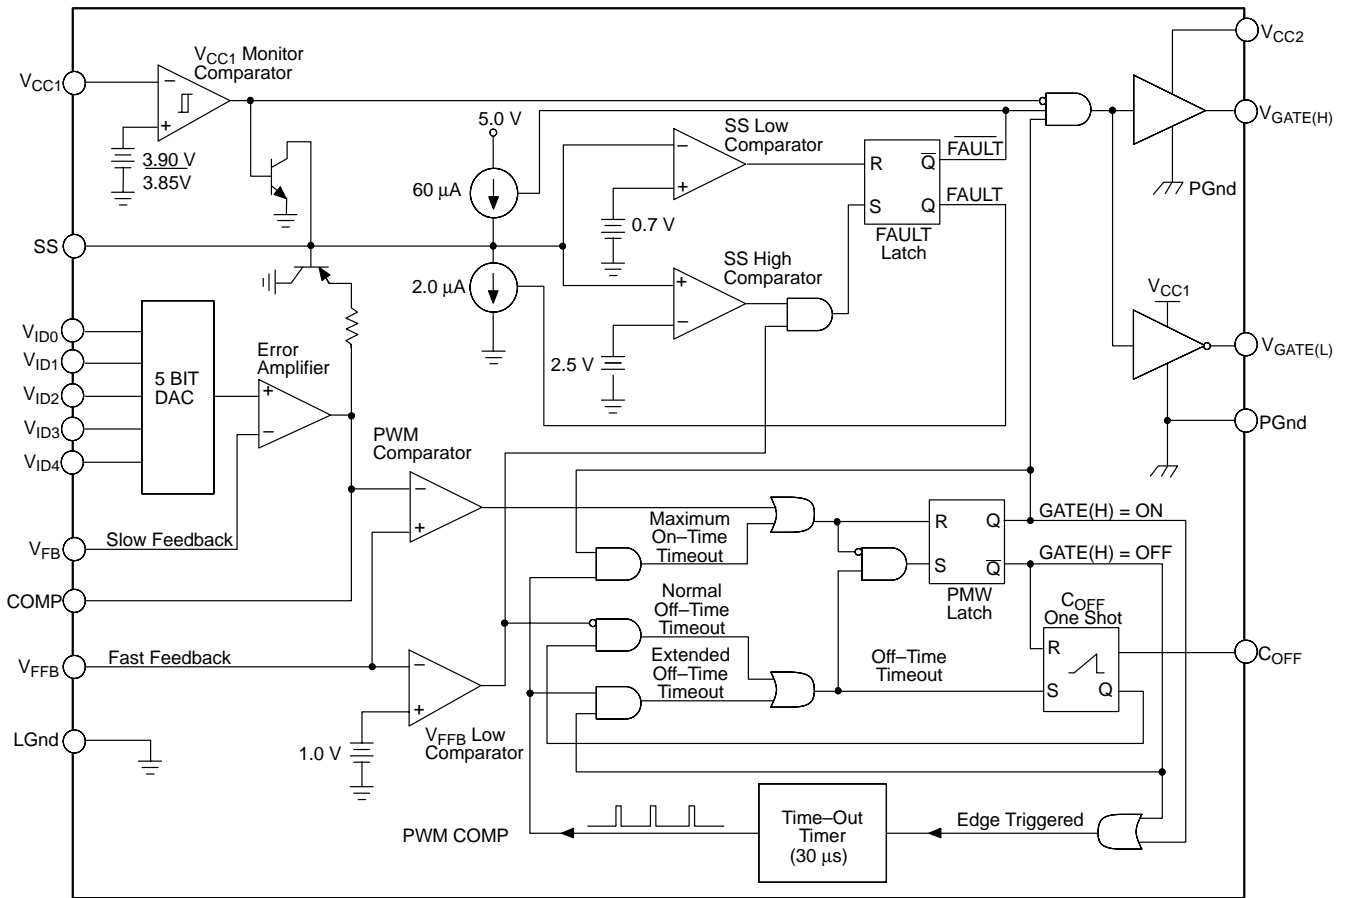 VCC2
VCC1 Monitor
Comparator
VCC1
−
+
3.90 V
3.85V
5.0 V
60 µA
SS Low
Comparator
−
+
0.7 V
R
Q
FAULT
S
Q
FAULT
FAULT
Latch
VGATE(H)
PGnd
SS
2.0 µA
SS High
Comparator
+
−
2.5 V
VCC1
VGATE(L)
PGnd
VID0
VID1
VID2
VID3
VID4
5 BIT
DAC
Error
Amplifier
+
−
PWM
Comparator
−
+
VFB
Slow Feedback
COMP
VFFB
Fast Feedback
LGnd
−
+
1.0 V
VFFB Low
Comparator
Maximum
On–Time
Timeout
Normal
Off–Time
Timeout
Extended
Off–Time
Timeout
R
Q
GATE(H) = ON
S
Q
GATE(H) = OFF
PMW
Latch
COFF
One Shot
R
S
Q
COFF
Off–Time
Timeout
PWM COMP
Time–Out
Timer
(30 µs)
Edge Triggered